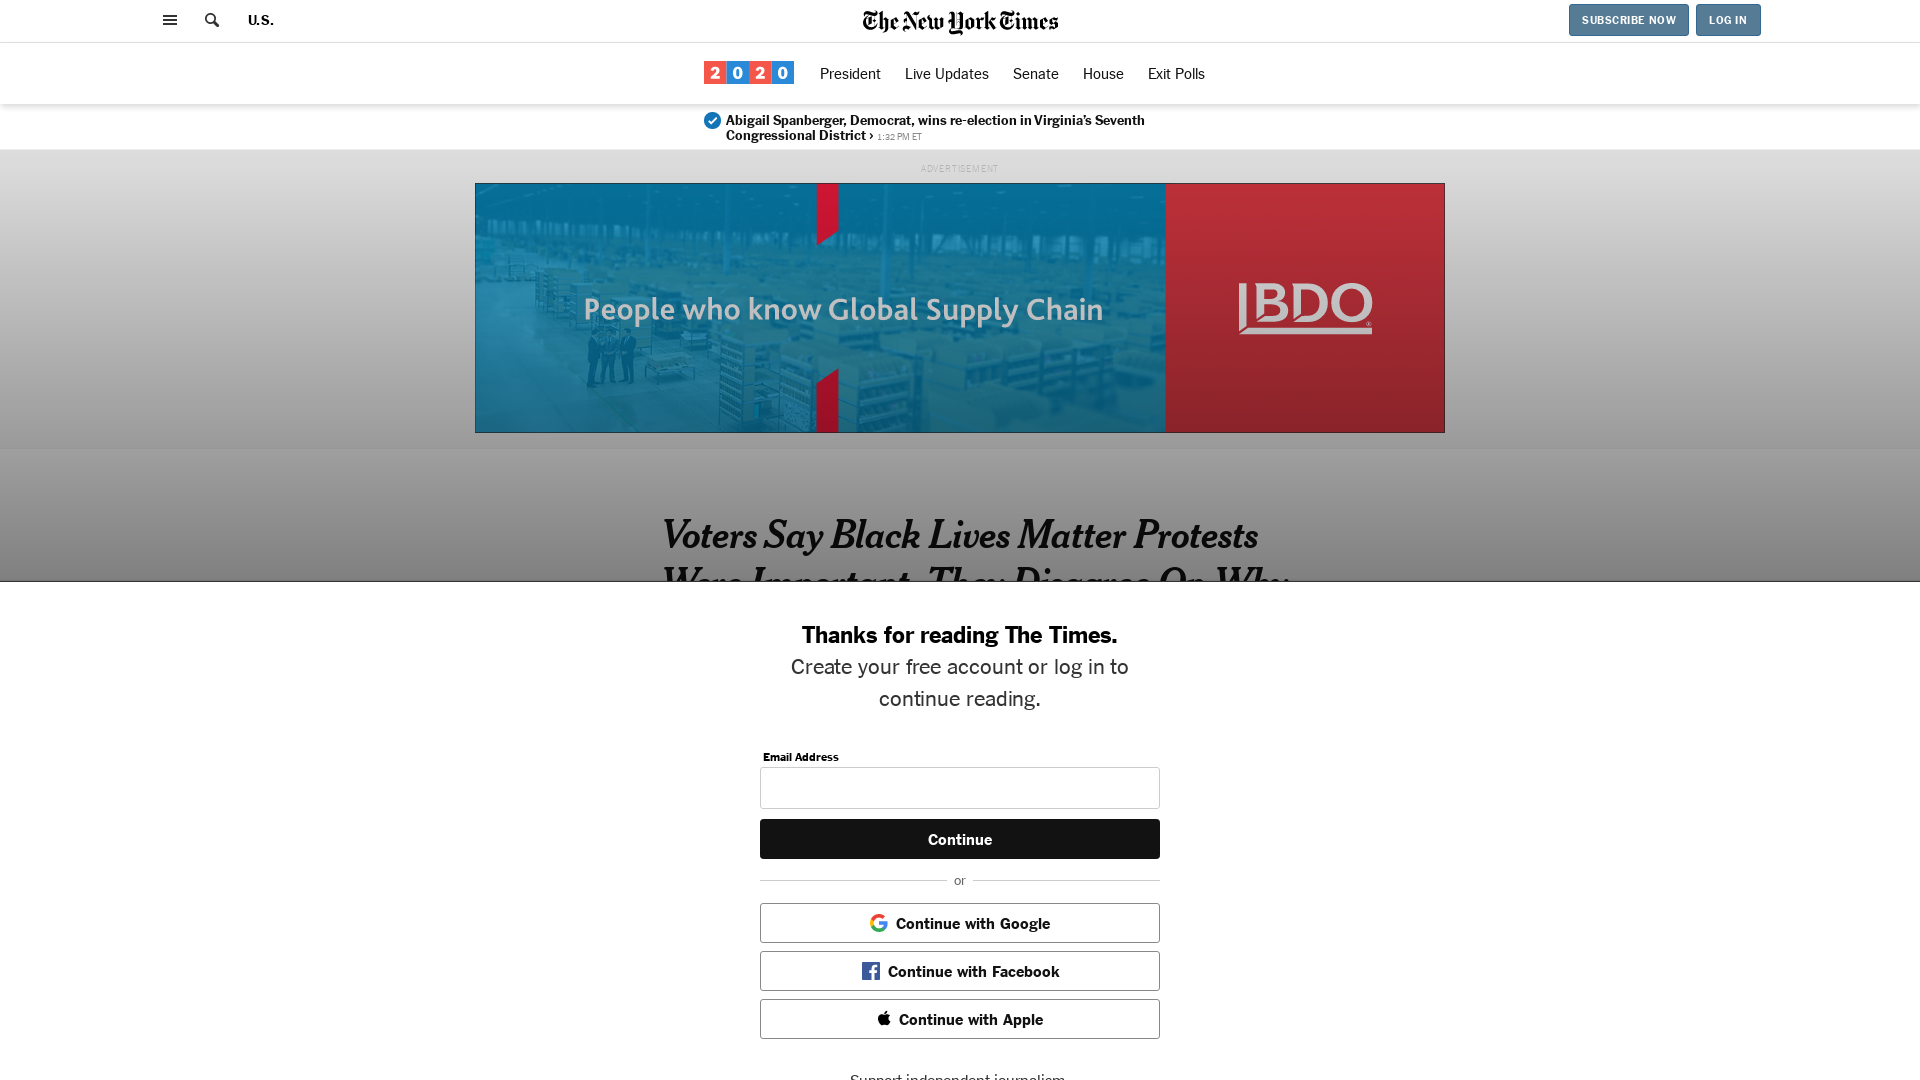 U.S.
The New York Times
SUBSCRIBE NOW
LOG IN
2020
President
Live Updates
Senate
House
Exit Polls
Abigail Spanberger, Democrat, wins re-election in Virginia's Seventh
Congressional District › 1:32 PM ET
ADVERTISEMENT
People who know Global Supply Chain
BDO
Voters Say Black Lives Matter Protests
Were Important. They Disagree On Why.
Thanks for reading The Times.
Create your free account or log in to
continue reading.
Email Address
Continue
or
Continue with Google
Continue with Facebook
Continue with Apple
Support independent journalism.